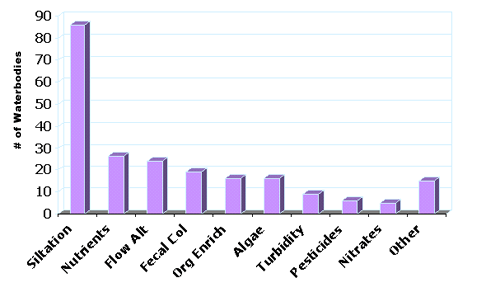 # of Waterbodies
90
80
70
60
50
40
30
20
10
0
Siltation
Nutrients
Flow Alt
Fecal Col
Org Enrich
Algae
Turbidity
Pesticides
Nitrates
Other